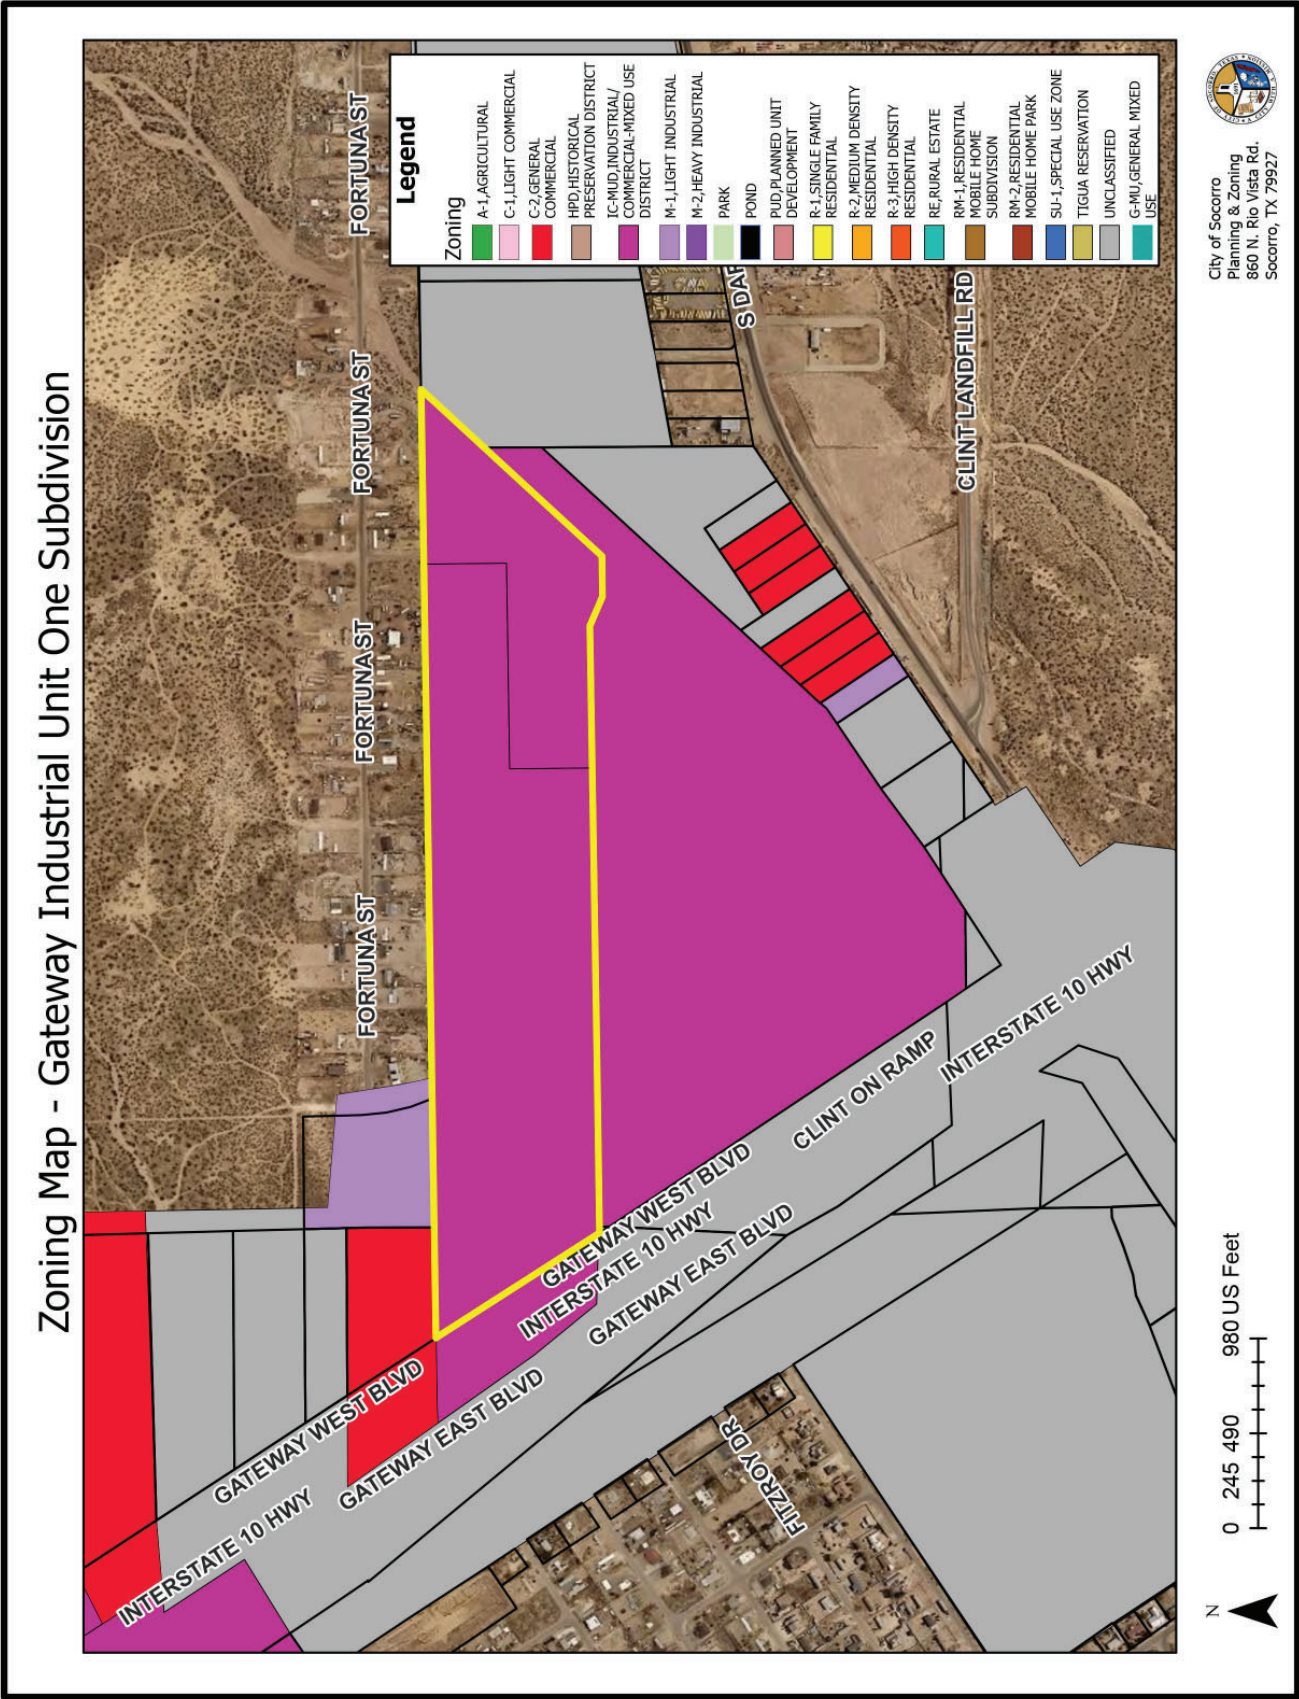 Zoning Map - Gateway Industrial Unit One Subdivision
FORTUNA ST
FORTUNA ST
FORTUNA ST
FORTUNA ST
Legend
Zoning
A-1,AGRICULTURAL
C-1,LIGHT COMMERCIAL
C-2,GENERAL
COMMERCIAL
HPD,HISTORICAL
PRESERVATION DISTRICT
IC-MUD,INDUSTRIAL/
COMMERCIAL-MIXED USE
DISTRICT
M-1,LIGHT INDUSTRIAL
M-2,HEAVY INDUSTRIAL
PARK
POND
PUD,PLANNED UNIT
DEVELOPMENT
R-1,SINGLE FAMILY
RESIDENTIAL
R-2,MEDIUM DENSITY
RESIDENTIAL
R-3,HIGH DENSITY
RESIDENTIAL
RE,RURAL ESTATE
RM-1,RESIDENTIAL
MOBILE HOME
SUBDIVISION
RM-2,RESIDENTIAL
MOBILE HOME PARK
SU-1,SPECIAL USE ZONE
TIGUA RESERVATION
UNCLASSIFIED
G-MU,GENERAL MIXED
USE
S DAR
CLINT LANDFILL RD
GATEWAY WEST BLVD
INTERSTATE 10 HWY
GATEWAY EAST BLVD
GATEWAY WEST BLVD
INTERSTATE 10 HWY
GATEWAY EAST BLVD
CLINT ON RAMP
INTERSTATE 10 HWY
FITZROY DR
N
0 245 490 980 US Feet
City of Socorro
Planning & Zoning
860 N. Rio Vista Rd.
Socorro, TX 79927